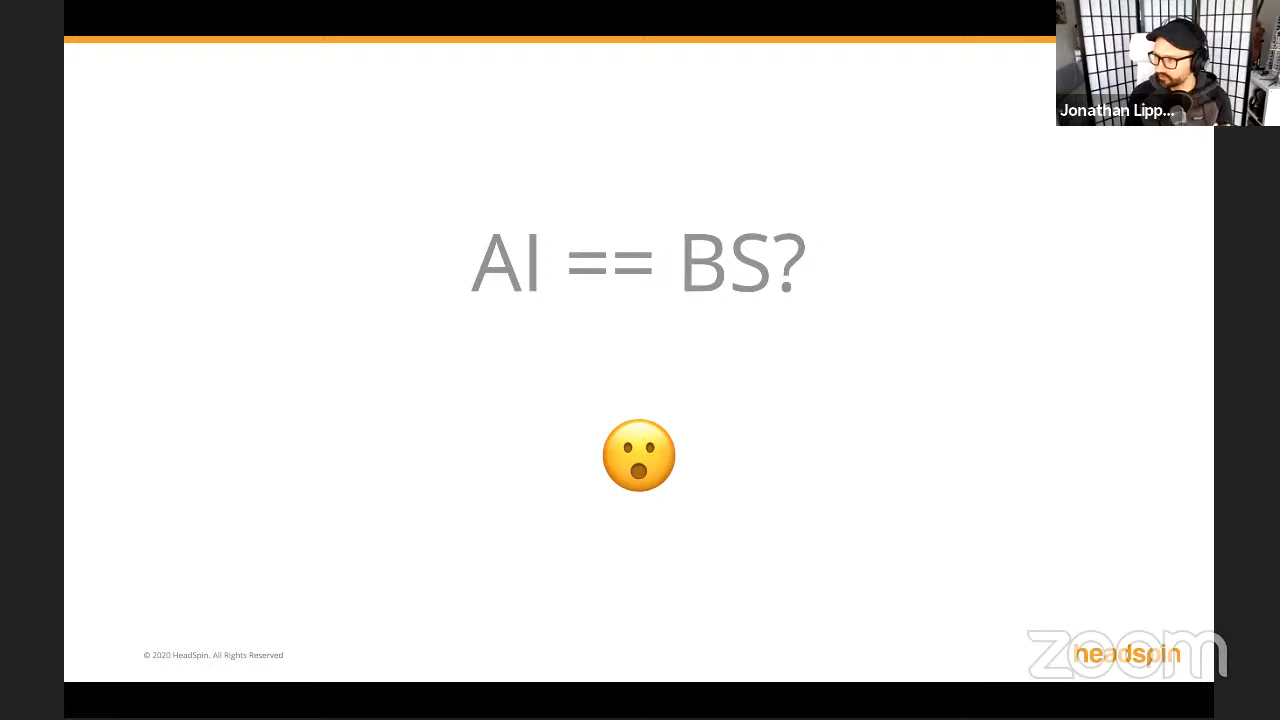 Jonathan Lipp...
AI == BS?
© 2020 HeadSpin. All Rights Reserved
headspin
zoom